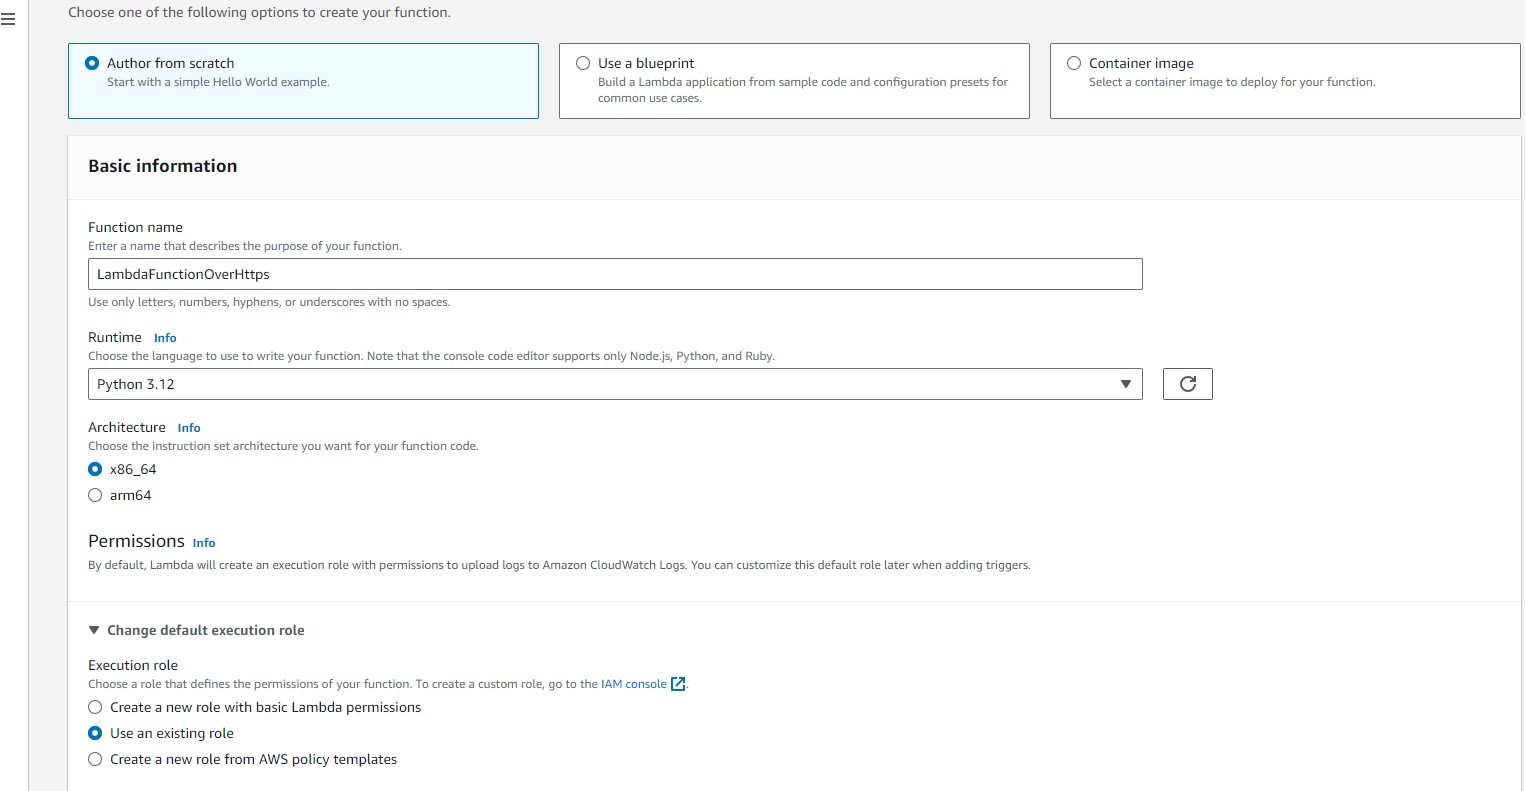 Choose one of the following options to create your function.
Author from scratch
Start with a simple Hello World example.
Use a blueprint
Build a Lambda application from sample code and configuration presets for
common use cases.
Container image
Select a container image to deploy for your function.
Basic information
Function name
Enter a name that describes the purpose of your function.
LambdaFunctionOverHttps
Use only letters, numbers, hyphens, or underscores with no spaces.
Runtime Info
Choose the language to use to write your function. Note that the console code editor supports only Node.js, Python, and Ruby.
Python 3.12
Architecture Info
Choose the instruction set architecture you want for your function code.
x86_64
arm64
Permissions Info
By default, Lambda will create an execution role with permissions to upload logs to Amazon CloudWatch Logs. You can customize this default role later when adding triggers.
Change default execution role
Execution role
Choose a role that defines the permissions of your function. To create a custom role, go to the IAM console.
Create a new role with basic Lambda permissions
Use an existing role
Create a new role from AWS policy templates